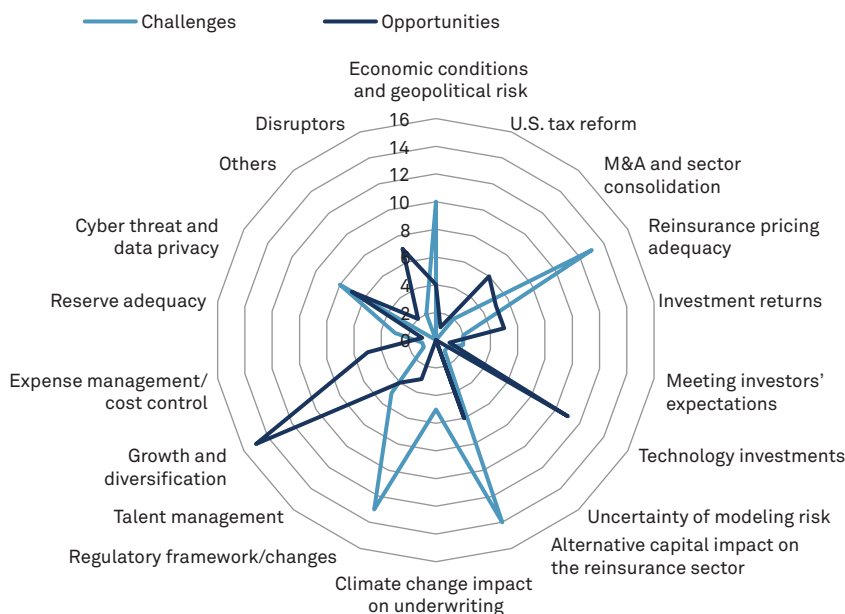 Challenges
Opportunities
Economic conditions
and geopolitical risk
U.S. tax reform
M&A and sector
consolidation
Reinsurance pricing
adequacy
Investment returns
Meeting investors’
expectations
Technology investments
Uncertainty of modeling risk
Alternative capital impact on
the reinsurance sector
Climate change impact
on underwriting
Regulatory framework/changes
Talent management
Growth and
diversification
Expense management/
cost control
Reserve adequacy
Cyber threat and
data privacy
Others
Disruptors
16
14
12
10
8
6
4
2
0